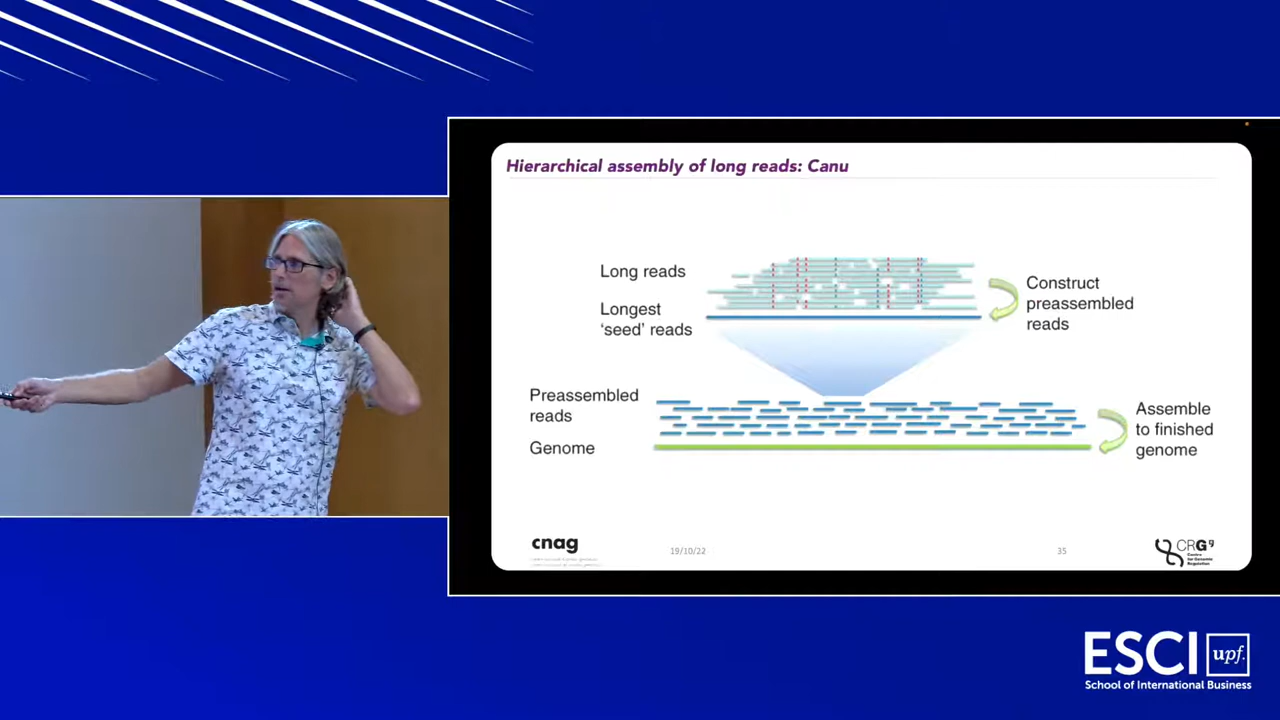 Hierarchical assembly of long reads: Canu
Long reads
Longest
'seed' reads
Construct
preassembled
reads
Preassembled
reads
Genome
Assemble
to finished
genome
cnag
19/10/22
35
CRG
Centre
for Genomic
Regulation
ESCI upf.
School of International Business